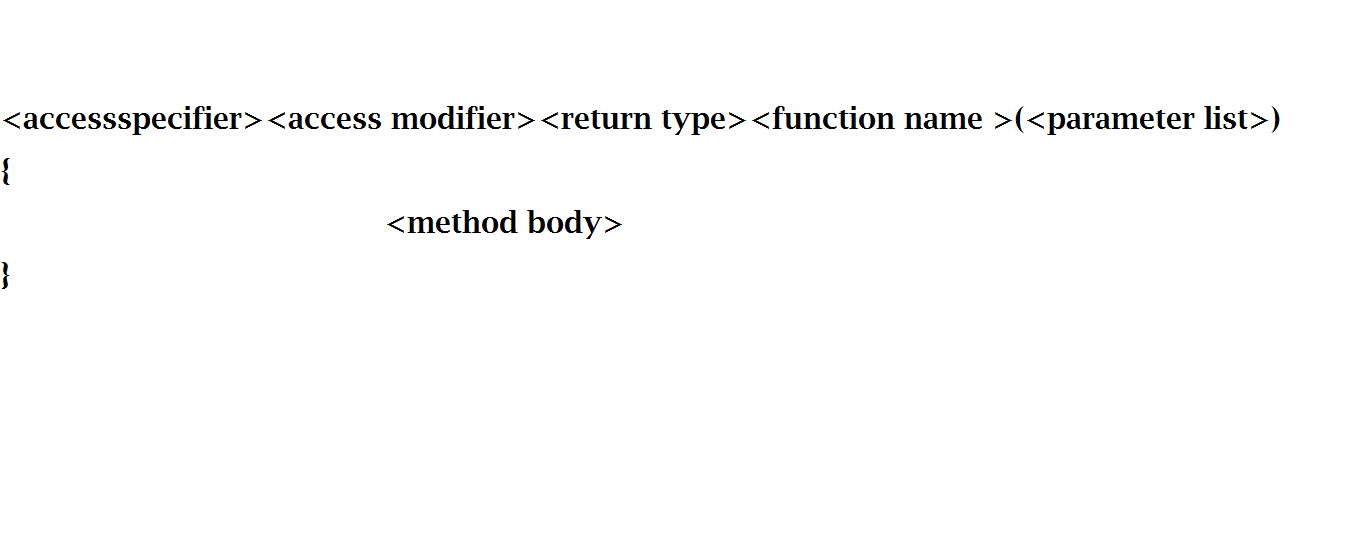 <accessspecifier><access modifier><return type><function name >(<parameter list>)
{
<method body>
}